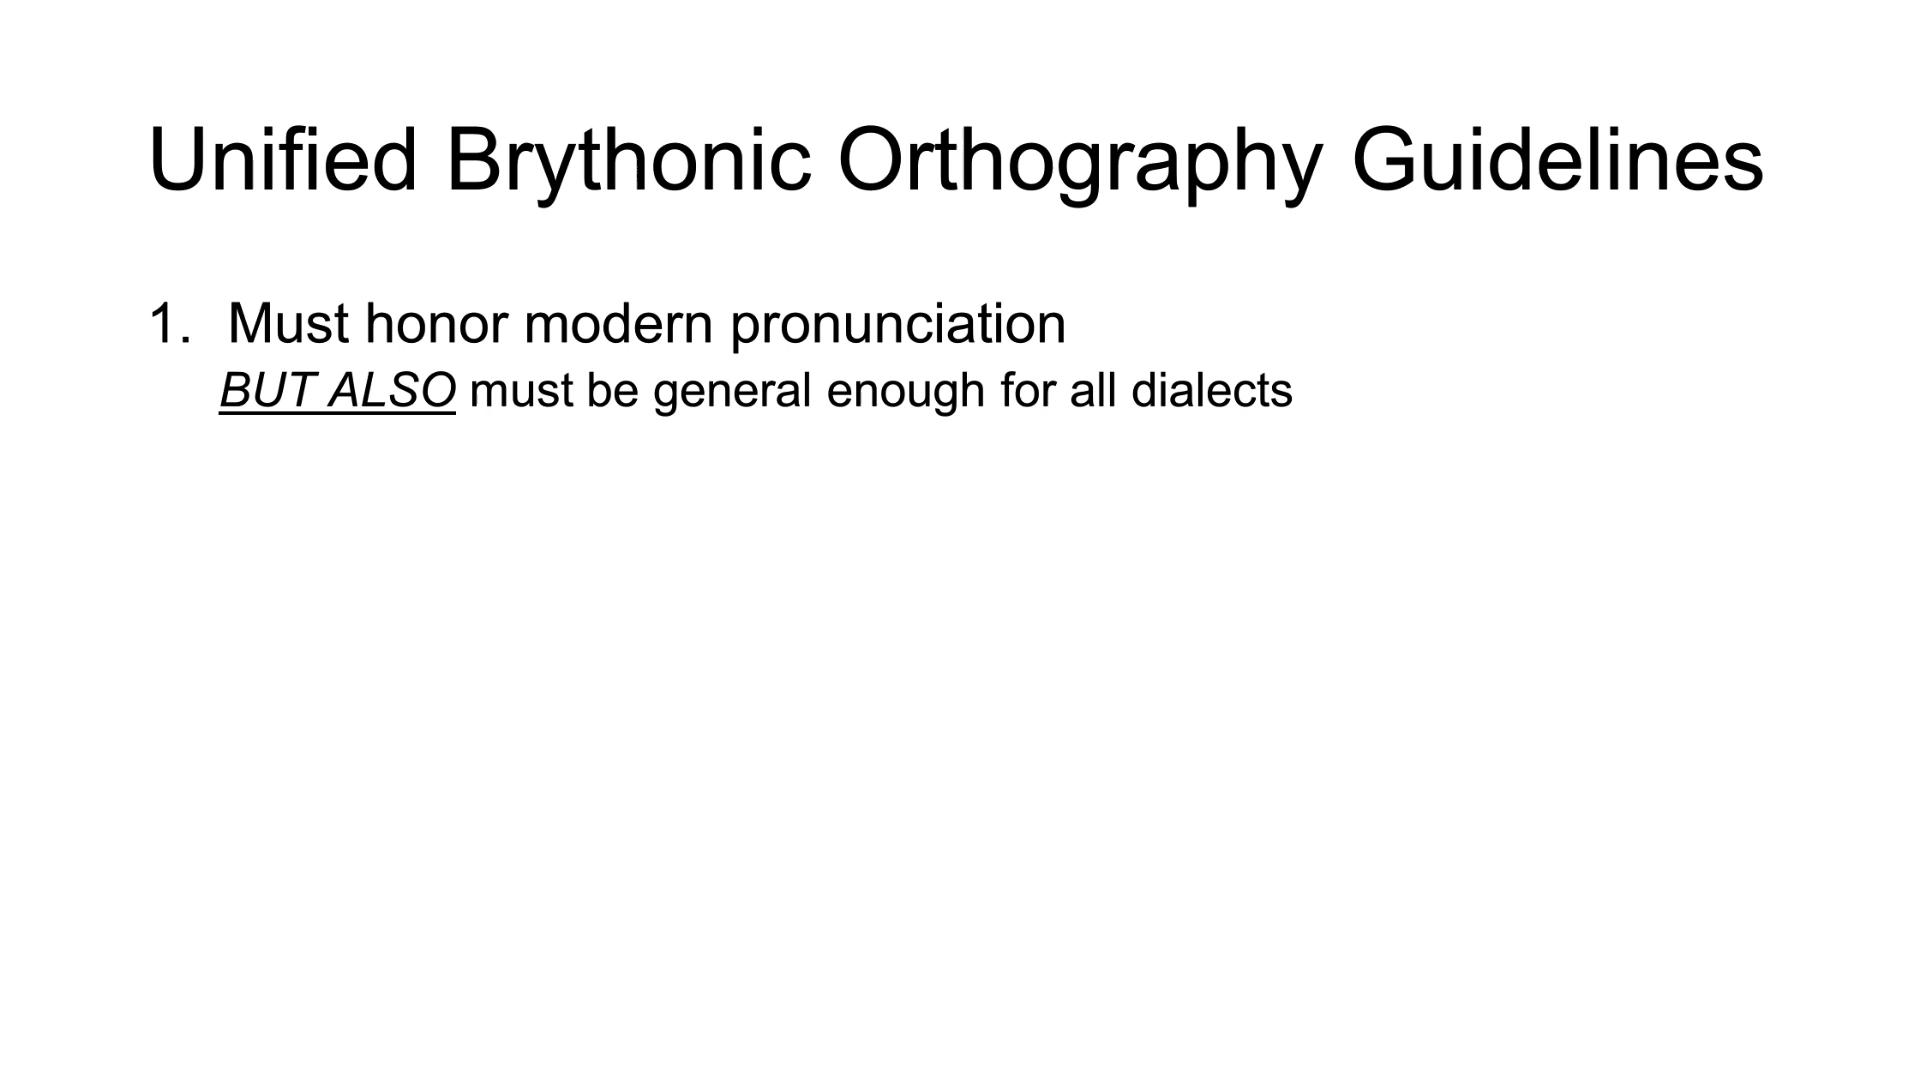 Unified Brythonic Orthography Guidelines
1. Must honor modern pronunciation
BUT ALSO must be general enough for all dialects